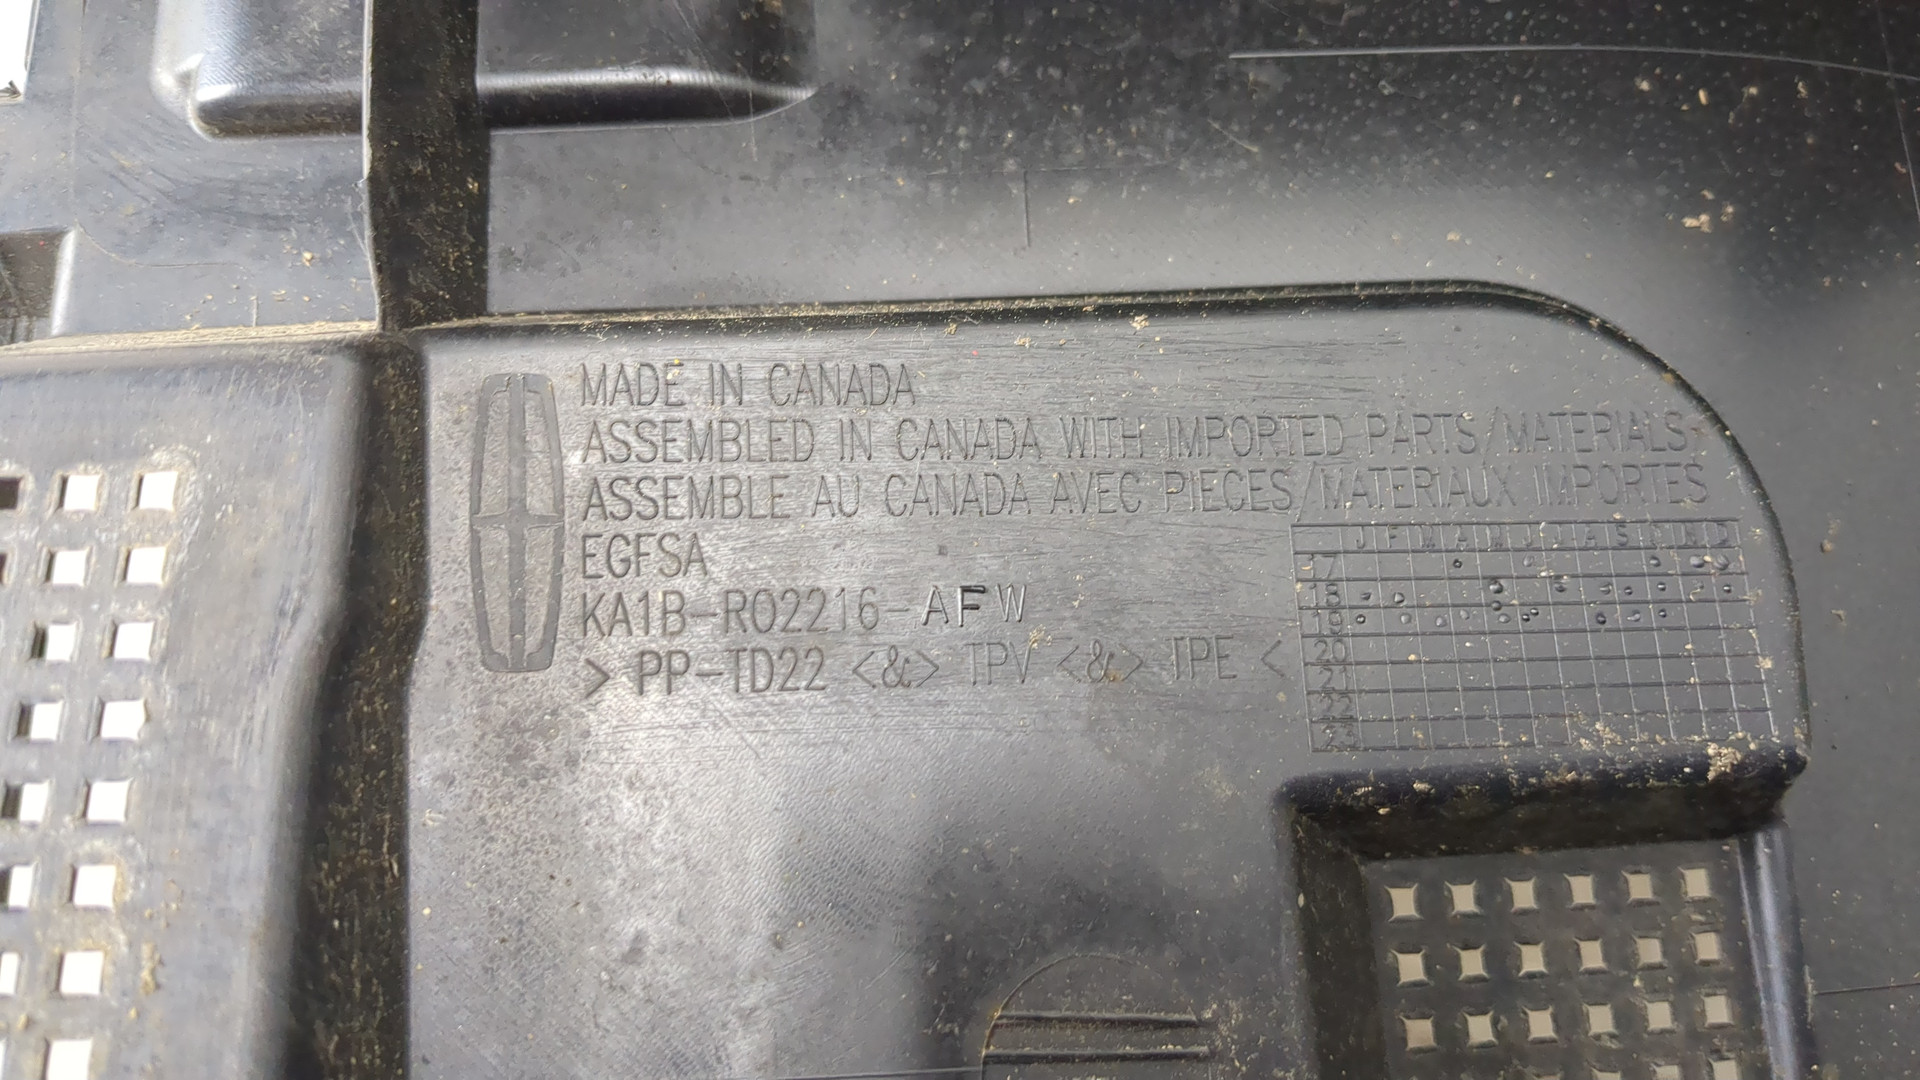 MADE IN CANADA
ASSEMBLED IN CANADA WITH IMPORTED PARTS/MATERIALS
ASSEMBLE AU CANADA AVEC PIECES/MATERIAUX IMPORTES
EGFSA
KA1B-R02216-AFW
> PP-TD22 <&> TPV <&> TPE <
J F M A M J J A S O N D
17
18
19
20
21
22
23